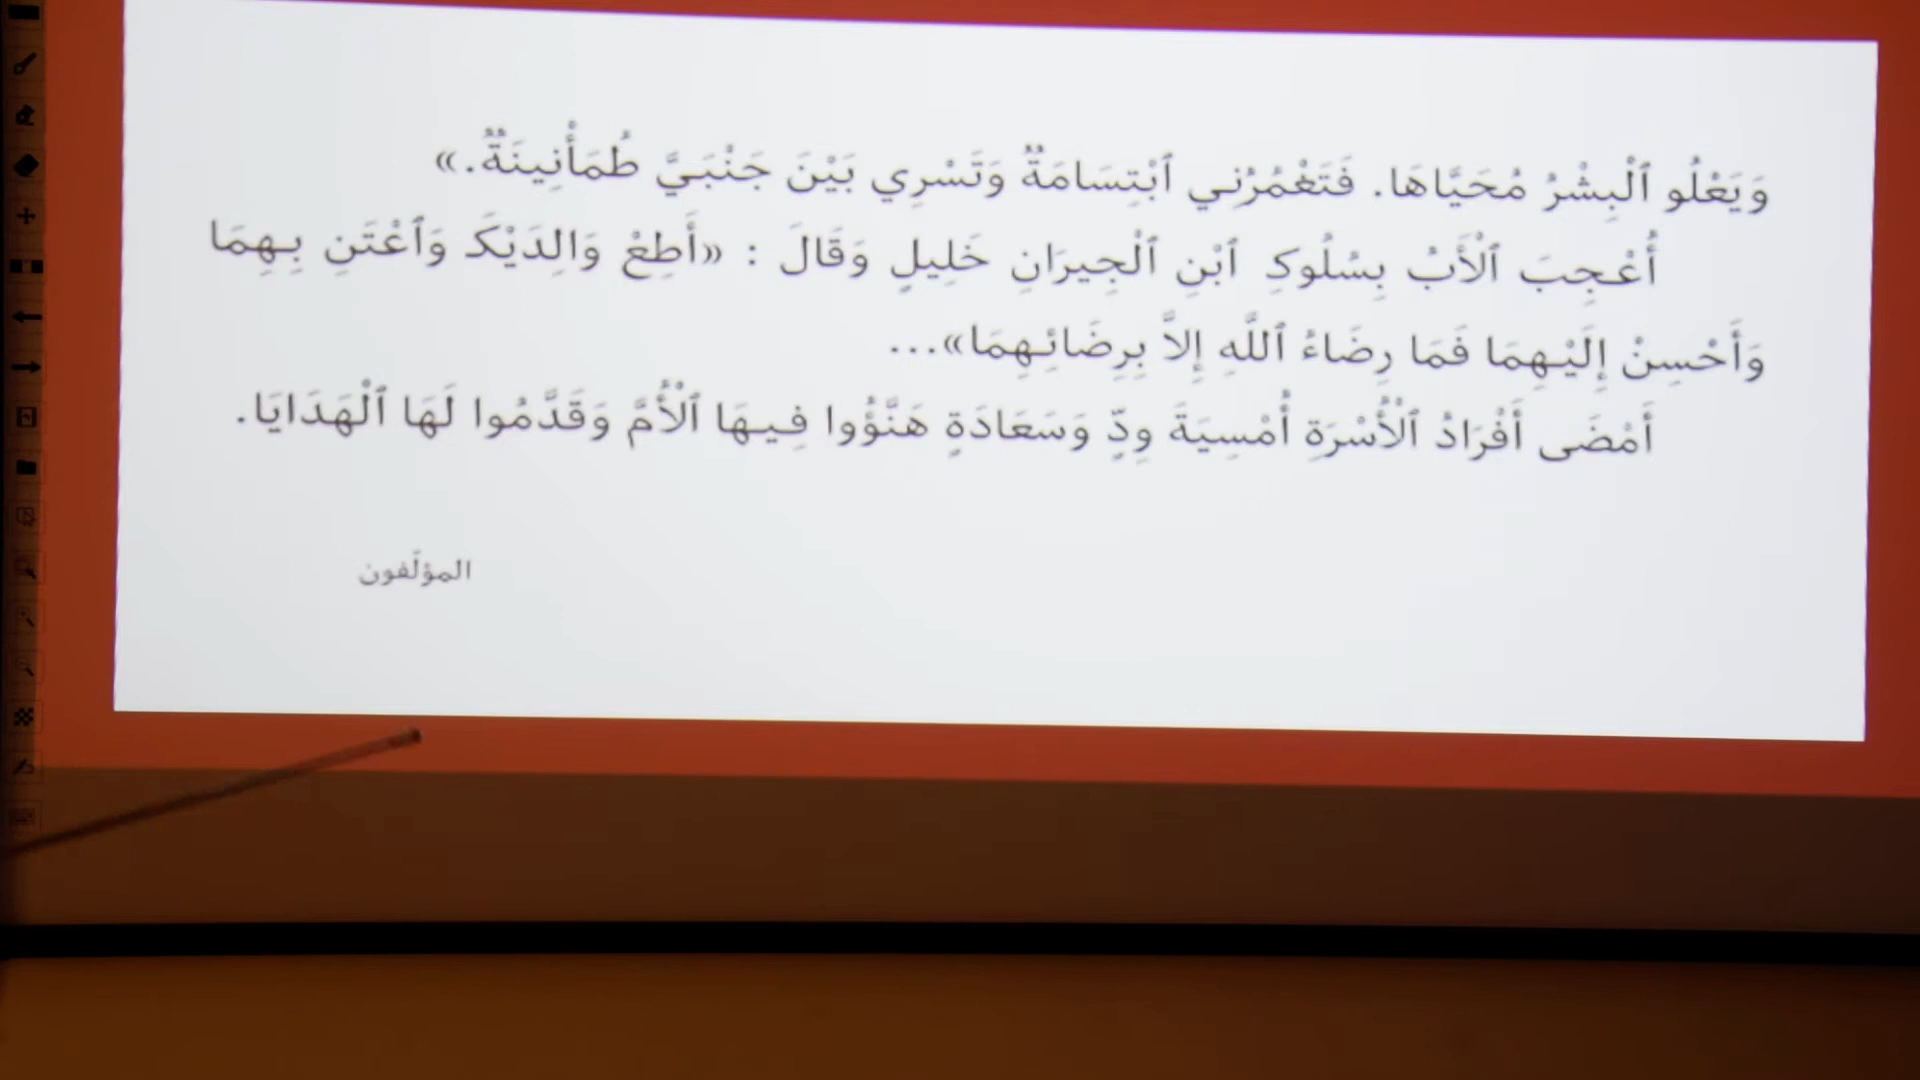 وَيَعْلُو ٱلْبِشْرُ مُحَيَّاهَا. فَتَغْمُرُنِي ٱبْتِسَامَةٌ وَتَسْرِي بَيْنَ جَنْبَيَّ طُمَأْنِينَةٌ.»
أُعْجِبَ ٱلْأَبُ بِسُلُوكِ ٱبْنِ ٱلْجِيرَانِ خَلِيلٍ وَقَالَ : «أَطِعْ وَالِدَيْكَ وَٱعْتَنِ بِهِمَا
وَأَحْسِنْ إِلَيْهِمَا فَمَا رِضَاءُ ٱللَّهِ إِلاَّ بِرِضَائِهِمَا»...
أَمْضَى أَفْرَادُ ٱلْأُسْرَةِ أُمْسِيَةَ وِدٍّ وَسَعَادَةٍ هَنَّؤُوا فِيهَا ٱلْأُمَّ وَقَدَّمُوا لَهَا ٱلْهَدَايَا.
المؤلّفون